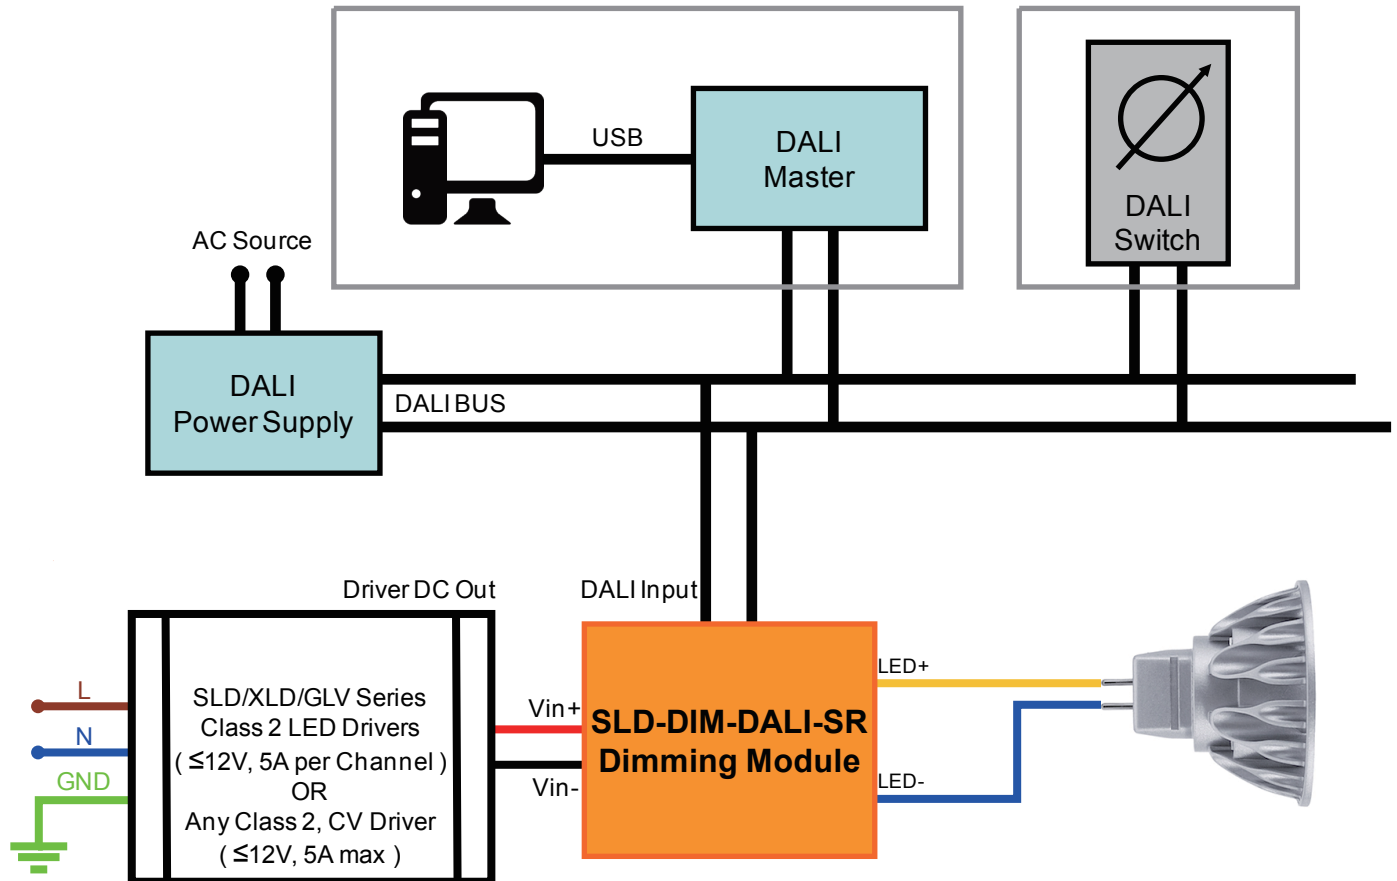 USB
DALI
Master
DALI
Switch
AC Source
DALI
Power Supply
DALI BUS
Driver DC Out
DALI Input
L
N
GND
SLD/XLD/GLV Series
Class 2 LED Drivers
( ≤12V, 5A per Channel )
OR
Any Class 2, CV Driver
( ≤12V, 5A max )
Vin+
Vin-
SLD-DIM-DALI-SR
Dimming Module
LED+
LED-